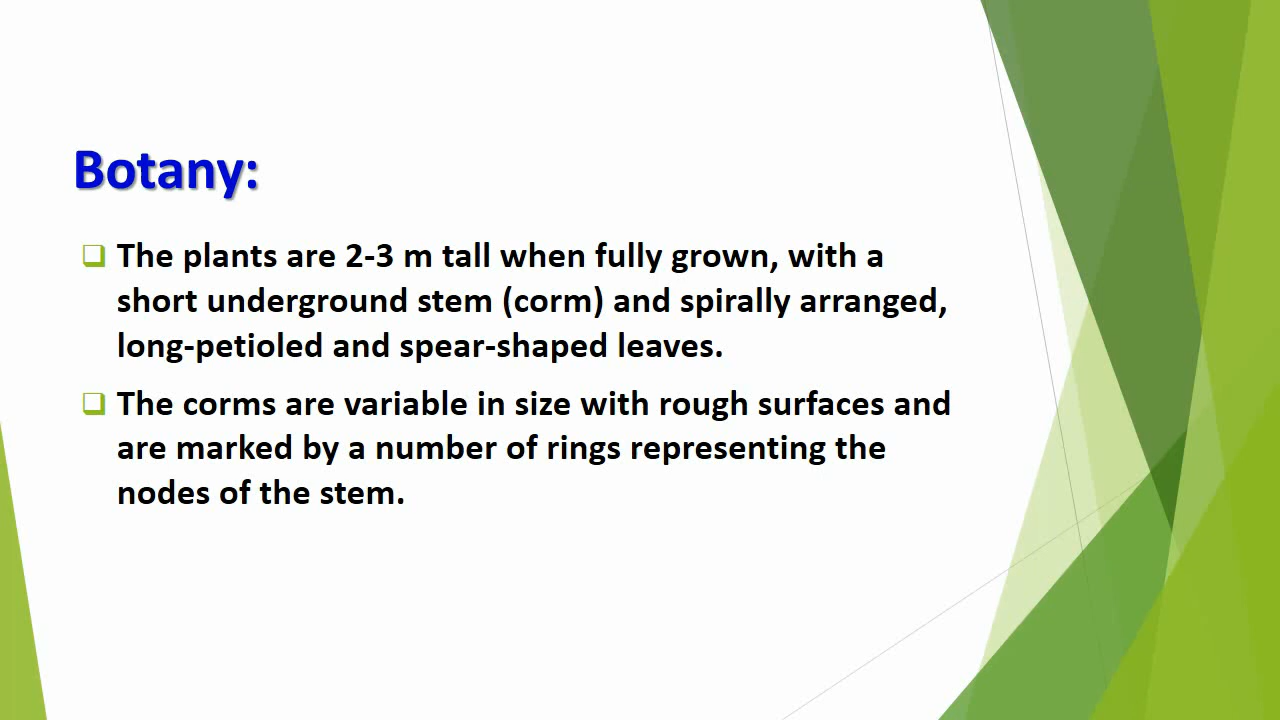 Botany:
The plants are 2-3 m tall when fully grown, with a
short underground stem (corm) and spirally arranged,
long-petioled and spear-shaped leaves.
The corms are variable in size with rough surfaces and
are marked by a number of rings representing the
nodes of the stem.